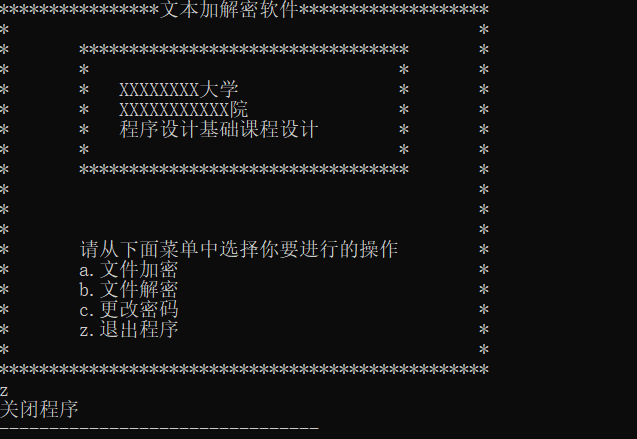 ****************文本加解密软件*******************
*                                               *
*       *********************************       *
*       *                               *       *
*       *   XXXXXXXX大学                *       *
*       *   XXXXXXXXXXX院               *       *
*       *   程序设计基础课程设计        *       *
*       *                               *       *
*       *********************************       *
*                                               *
*                                               *
*                                               *
*       请从下面菜单中选择你要进行的操作        *
*       a.文件加密                              *
*       b.文件解密                              *
*       c.更改密码                              *
*       z.退出程序                              *
*                                               *
*************************************************
z
关闭程序
--------------------------------